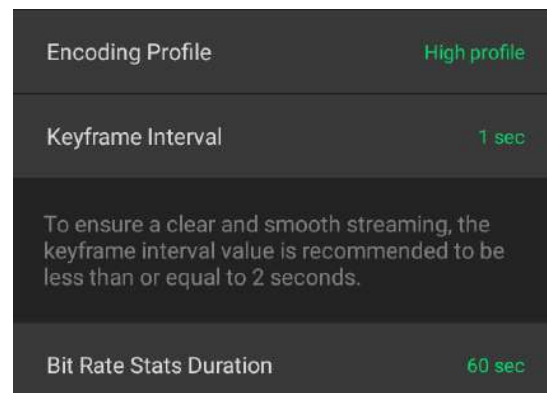 Encoding Profile High profile
Keyframe Interval 1 sec
To ensure a clear and smooth streaming, the
keyframe interval value is recommended to be
less than or equal to 2 seconds.
Bit Rate Stats Duration 60 sec